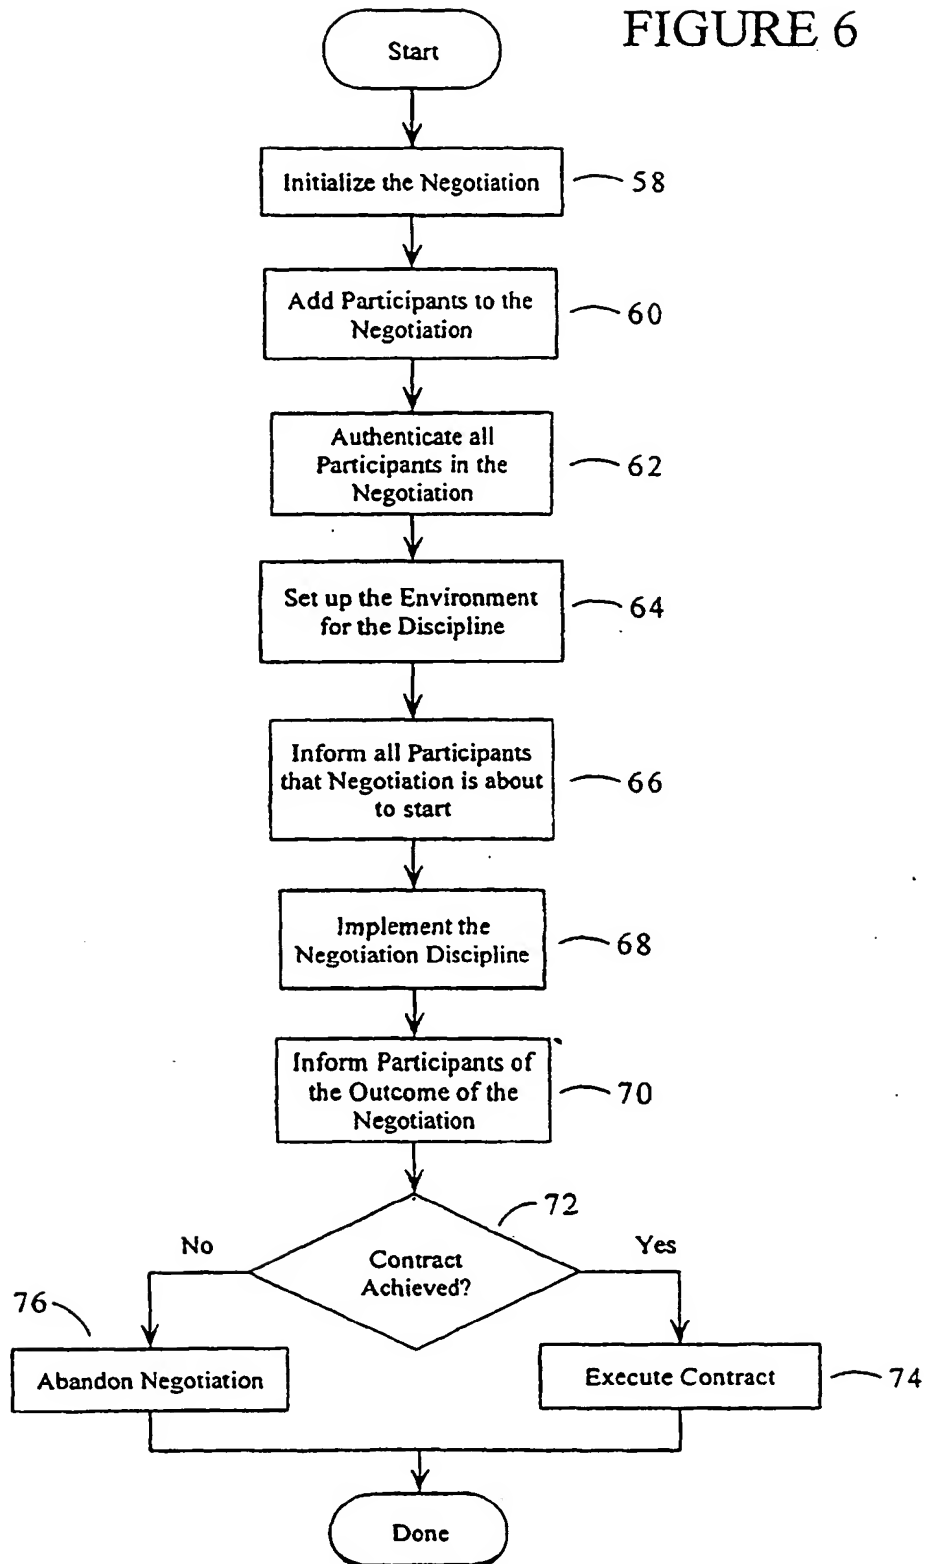 FIGURE 6
Start
Initialize the Negotiation
58
Add Participants to the
Negotiation
60
Authenticate all
Participants in the
Negotiation
62
Set up the Environment
for the Discipline
64
Inform all Participants
that Negotiation is about
to start
66
Implement the
Negotiation Discipline
68
Inform Participants of
the Outcome of the
Negotiation
70
72
No
Contract
Achieved?
Yes
76
Abandon Negotiation
Execute Contract
74
Done